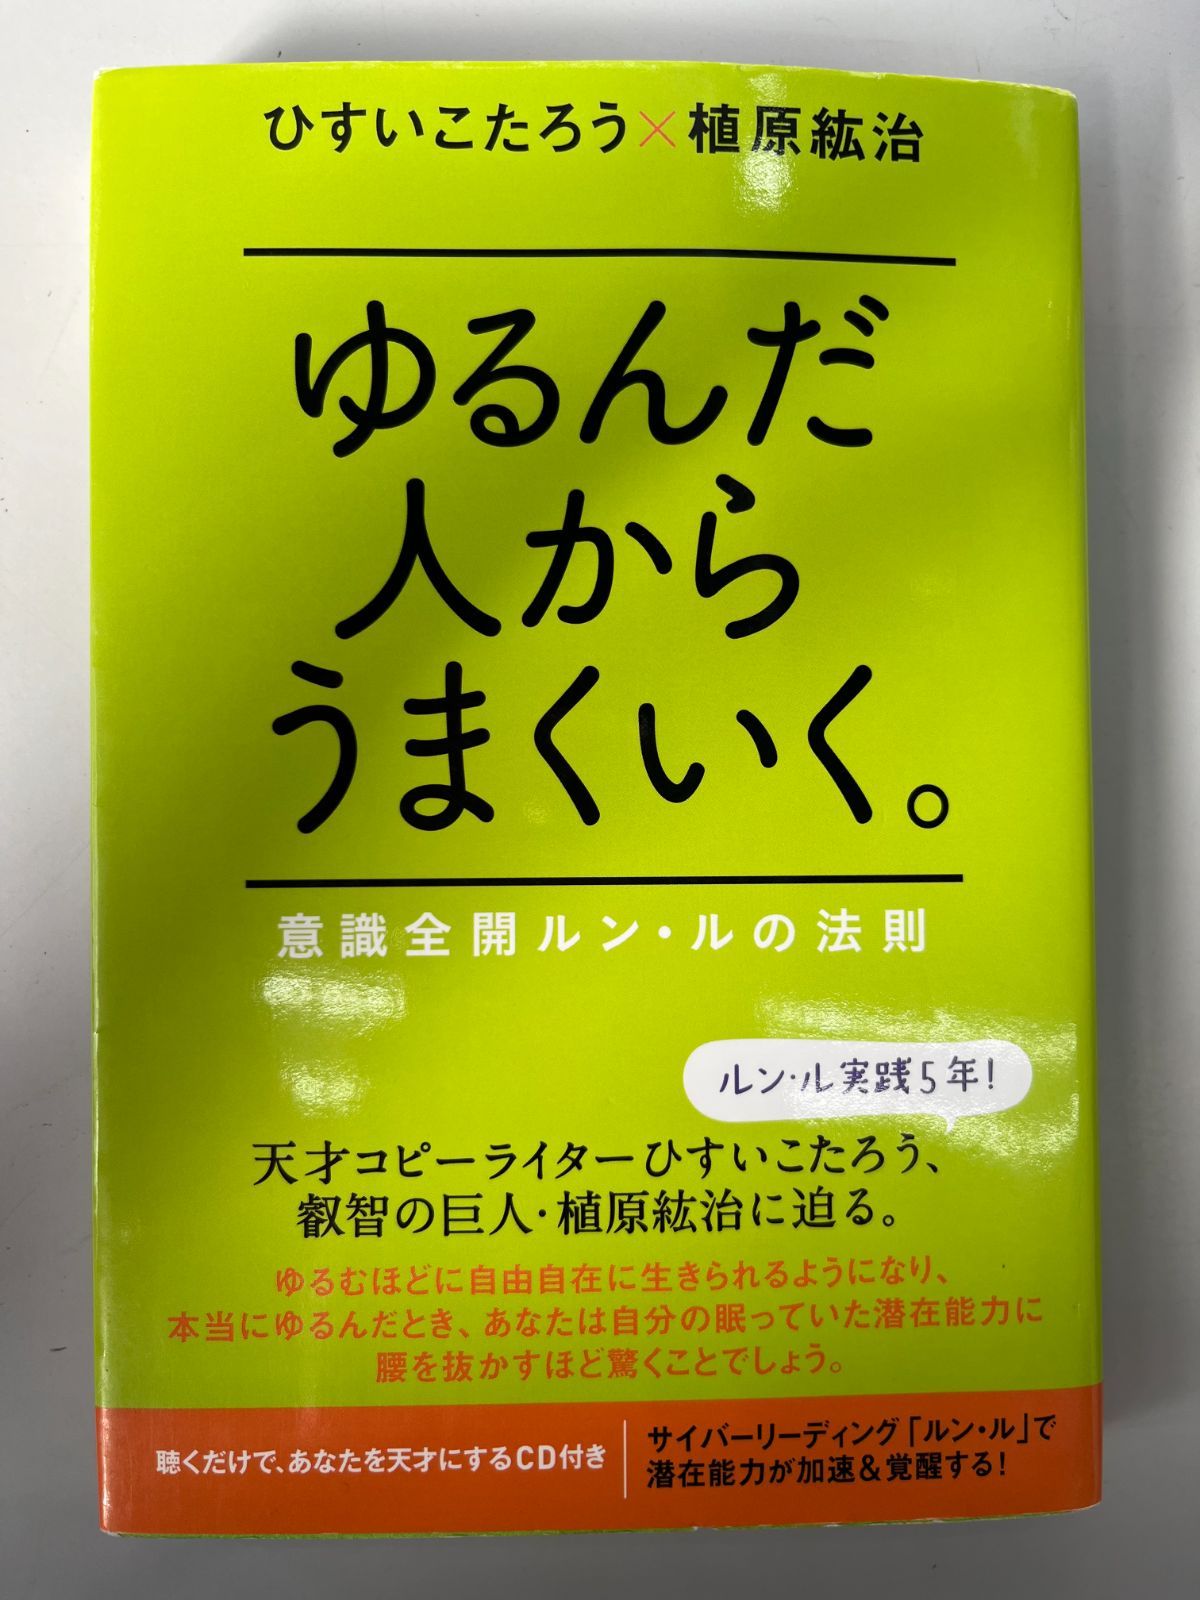 ひすいこたろう×植原紘治
ゆるんだ
人から
うまくいく。
意識全開ルン・ルの法則
ルン・ル実践5年!
天才コピーライターひすいこたろう、
叡智の巨人・植原紘治に迫る。
ゆるむほどに自由自在に生きられるようになり、
本当にゆるんだとき、あなたは自分の眠っていた潜在能力に
腰を抜かすほど驚くことでしょう。
聴くだけで、あなたを天才にするCD付き
サイバーリーディング「ルン・ル」で
潜在能力が加速&覚醒する!